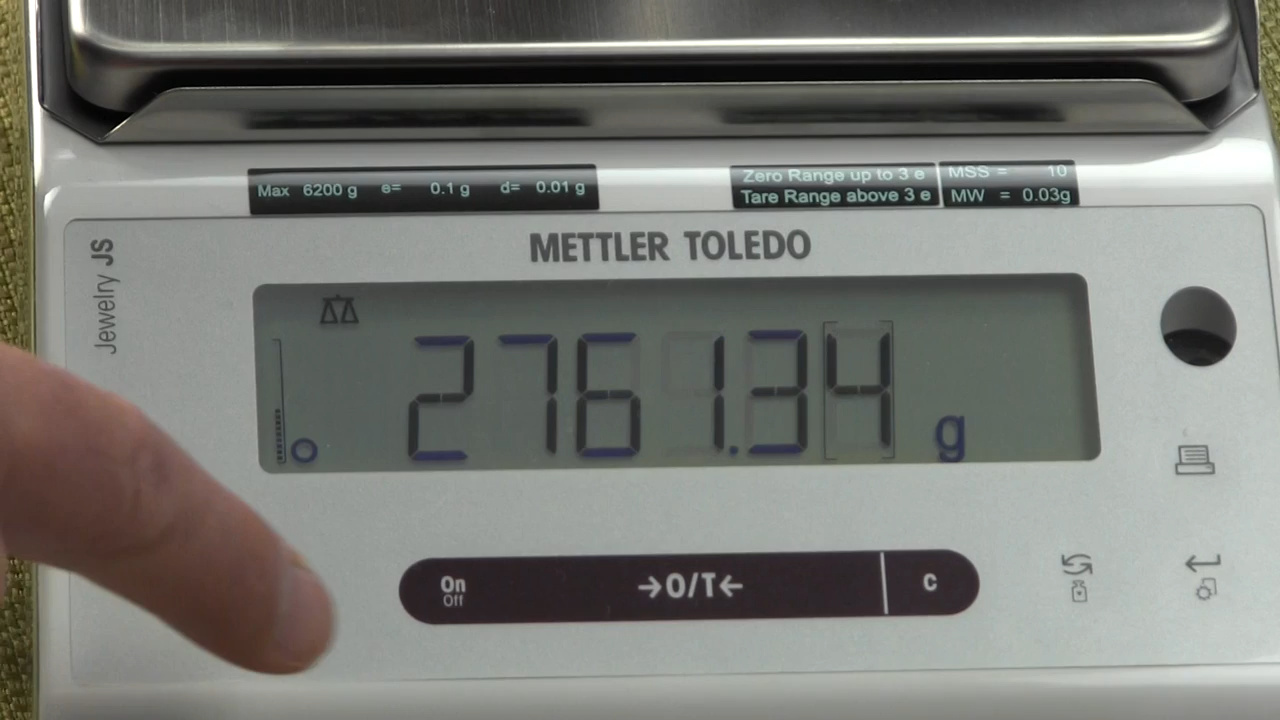 Max 6200 g e= 0.1 g d= 0.01 g
Zero Range up to 3 e
Tare Range above 3 e
MSS = 10
MW = 0.03g
METTLER TOLEDO
Jewelry JS
2761.34 g
On
Off
→O/T←
C